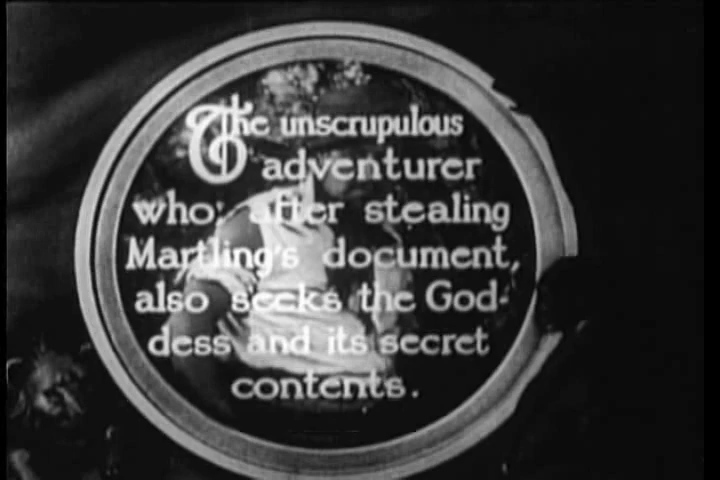 The unscrupulous
adventurer
who; after stealing
Martling's document,
also seeks the God-
dess and its secret
contents.